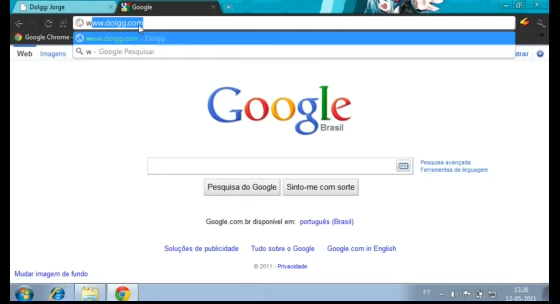 Dolgg: Jorge
Google
www.dolgg.com
Google Chrome
www.dolgg.com - Dolgg
w - Google Pesquisar
Web Imagens
Google
Brasil
Pesquisa avançada
Ferramentas de linguagem
Pesquisa do Google
Sinto-me com sorte
Google.com.br disponível em: português (Brasil)
Soluções de publicidade
Tudo sobre o Google
Google.com in English
© 2011 - Privacidade
Mudar imagem de fundo
PT
13:26
12-05-2011